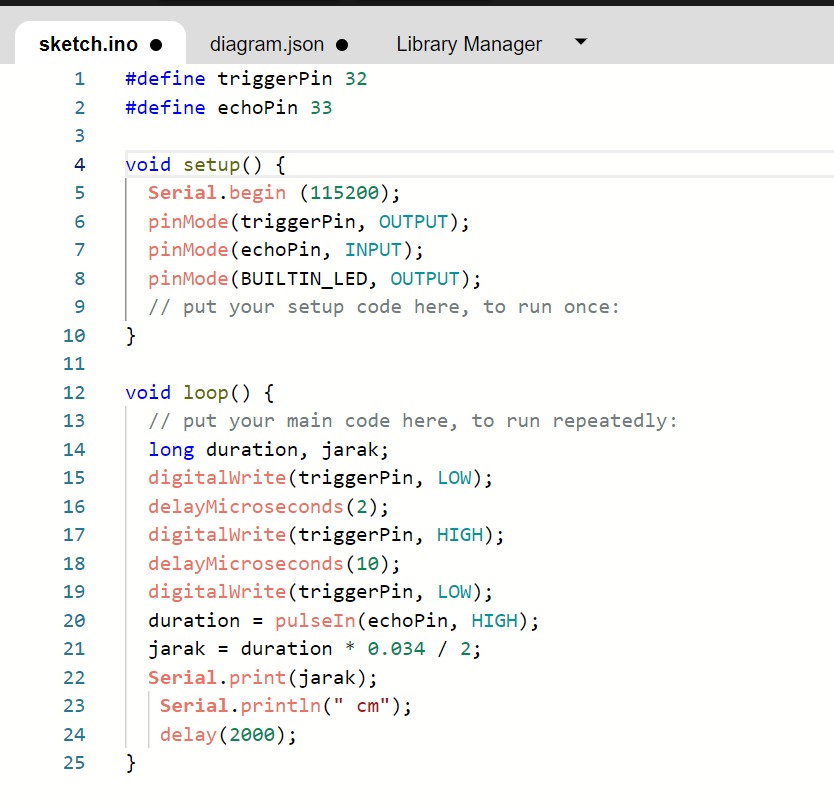 sketch.ino ● diagram.json ● Library Manager
1 #define triggerPin 32
2 #define echoPin 33
3
4 void setup() {
5   Serial.begin (115200);
6   pinMode(triggerPin, OUTPUT);
7   pinMode(echoPin, INPUT);
8   pinMode(BUILTIN_LED, OUTPUT);
9   // put your setup code here, to run once:
10 }
11
12 void loop() {
13   // put your main code here, to run repeatedly:
14   long duration, jarak;
15   digitalWrite(triggerPin, LOW);
16   delayMicroseconds(2);
17   digitalWrite(triggerPin, HIGH);
18   delayMicroseconds(10);
19   digitalWrite(triggerPin, LOW);
20   duration = pulseIn(echoPin, HIGH);
21   jarak = duration * 0.034 / 2;
22   Serial.print(jarak);
23    Serial.println(" cm");
24    delay(2000);
25 }